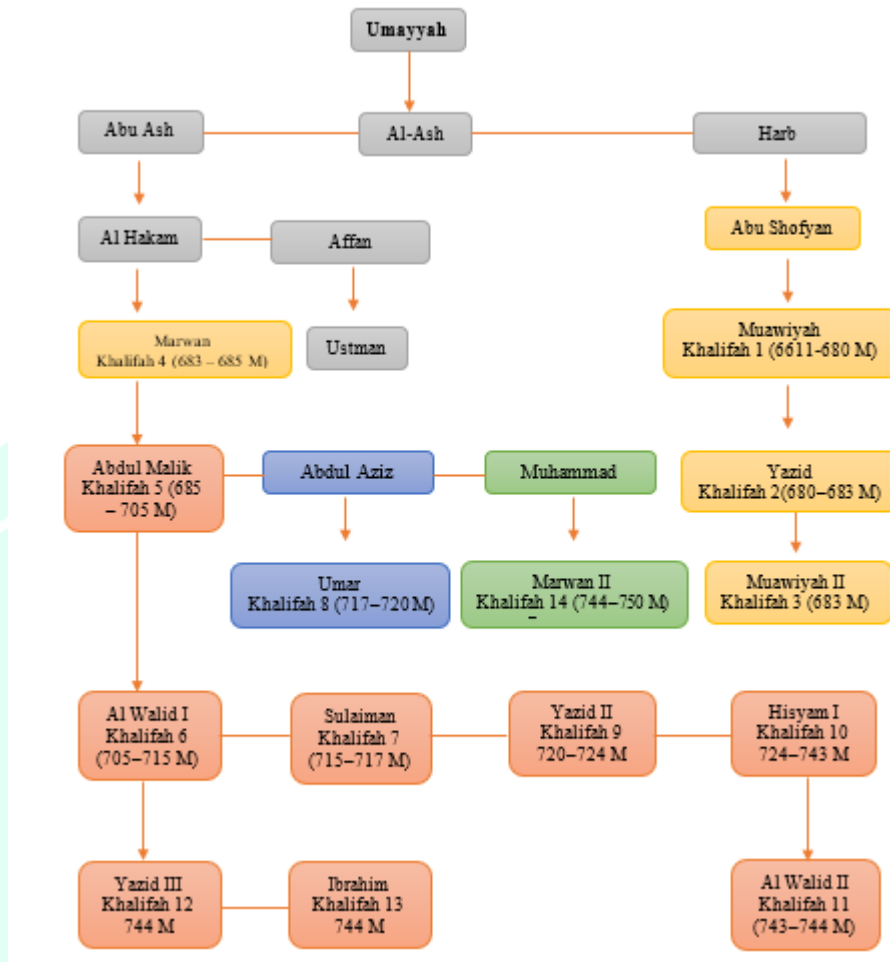 Umayyah
Abu Ash
Al-Ash
Harb
Abu Shofyan
Al Hakam
Affan
Marwan
Khalifah 4 (683 – 685 M)
Ustman
Muawiyah
Khalifah 1 (6611-680 M)
Abdul Malik
Khalifah 5 (685
– 705 M)
Abdul Aziz
Muhammad
Yazid
Khalifah 2(680–683 M)
Umar
Khalifah 8 (717–720 M)
Marwan II
Khalifah 14 (744–750 M)
Muawiyah II
Khalifah 3 (683 M)
Al Walid I
Khalifah 6
(705–715 M)
Sulaiman
Khalifah 7
(715–717 M)
Yazid II
Khalifah 9
720–724 M
Hisyam I
Khalifah 10
724–743 M
Yazid III
Khalifah 12
744 M
Ibrahim
Khalifah 13
744 M
Al Walid II
Khalifah 11
(743–744 M)